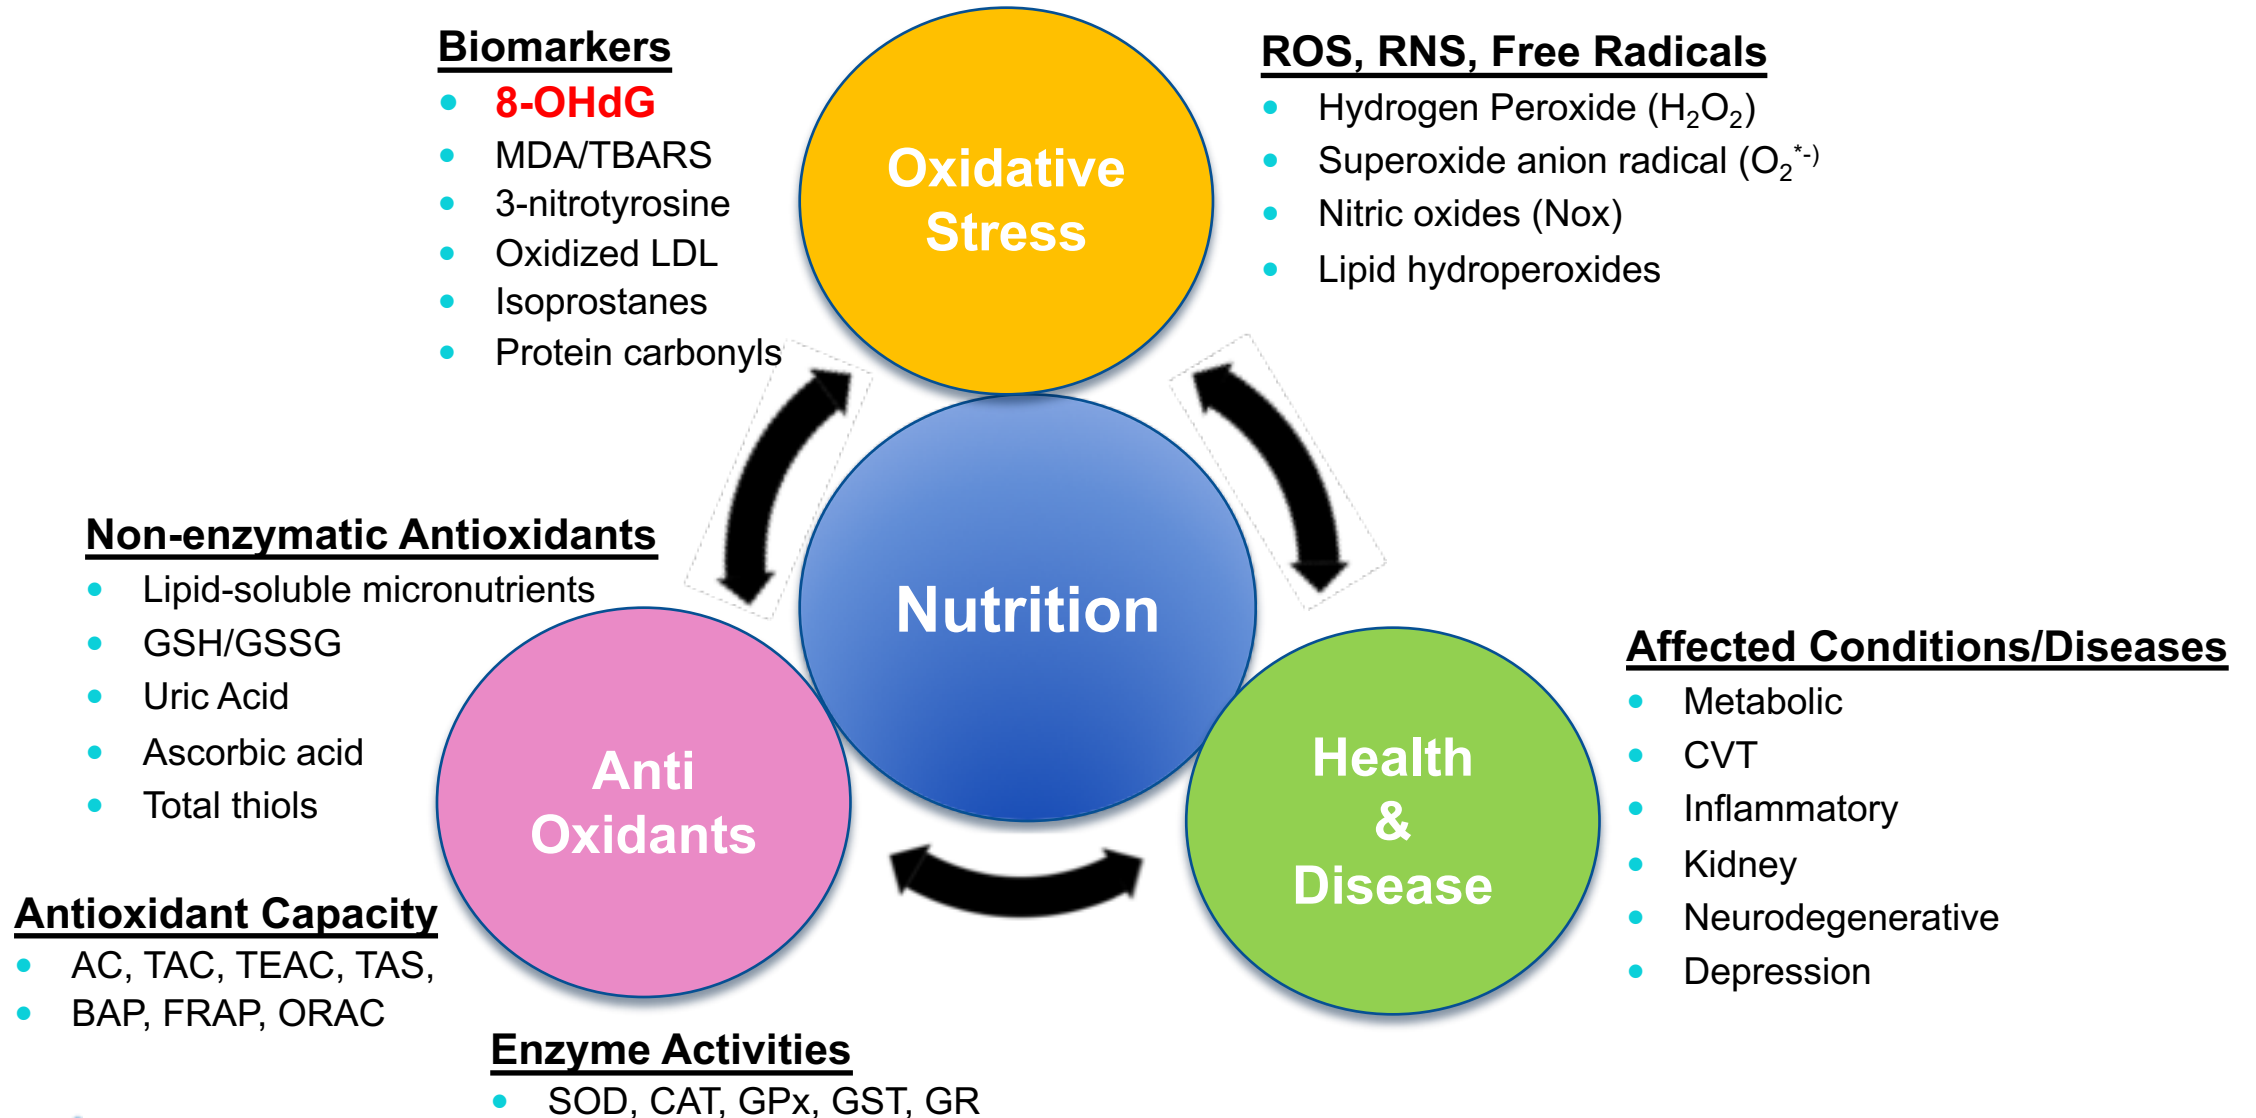 Biomarkers
• 8-OHdG
• MDA/TBARS
• 3-nitrotyrosine
• Oxidized LDL
• Isoprostanes
• Protein carbonyls
Oxidative
Stress
ROS, RNS, Free Radicals
• Hydrogen Peroxide (H₂O₂)
• Superoxide anion radical (O₂*⁻⁾
• Nitric oxides (Nox)
• Lipid hydroperoxides
Nutrition
Non-enzymatic Antioxidants
• Lipid-soluble micronutrients
• GSH/GSSG
• Uric Acid
• Ascorbic acid
• Total thiols
Anti
Oxidants
Health
&
Disease
Affected Conditions/Diseases
• Metabolic
• CVT
• Inflammatory
• Kidney
• Neurodegenerative
• Depression
Antioxidant Capacity
• AC, TAC, TEAC, TAS,
• BAP, FRAP, ORAC
Enzyme Activities
• SOD, CAT, GPx, GST, GR